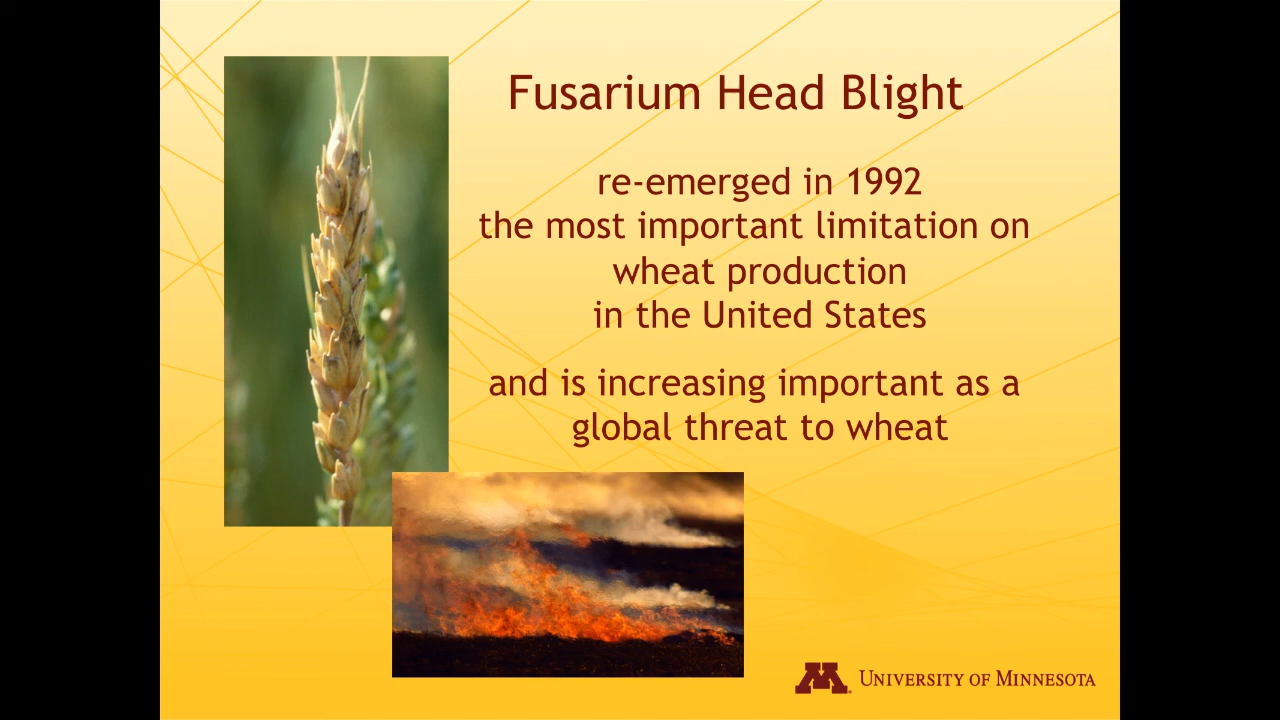 Fusarium Head Blight
re-emerged in 1992
the most important limitation on
wheat production
in the United States
and is increasing important as a
global threat to wheat
M
UNIVERSITY OF MINNESOTA